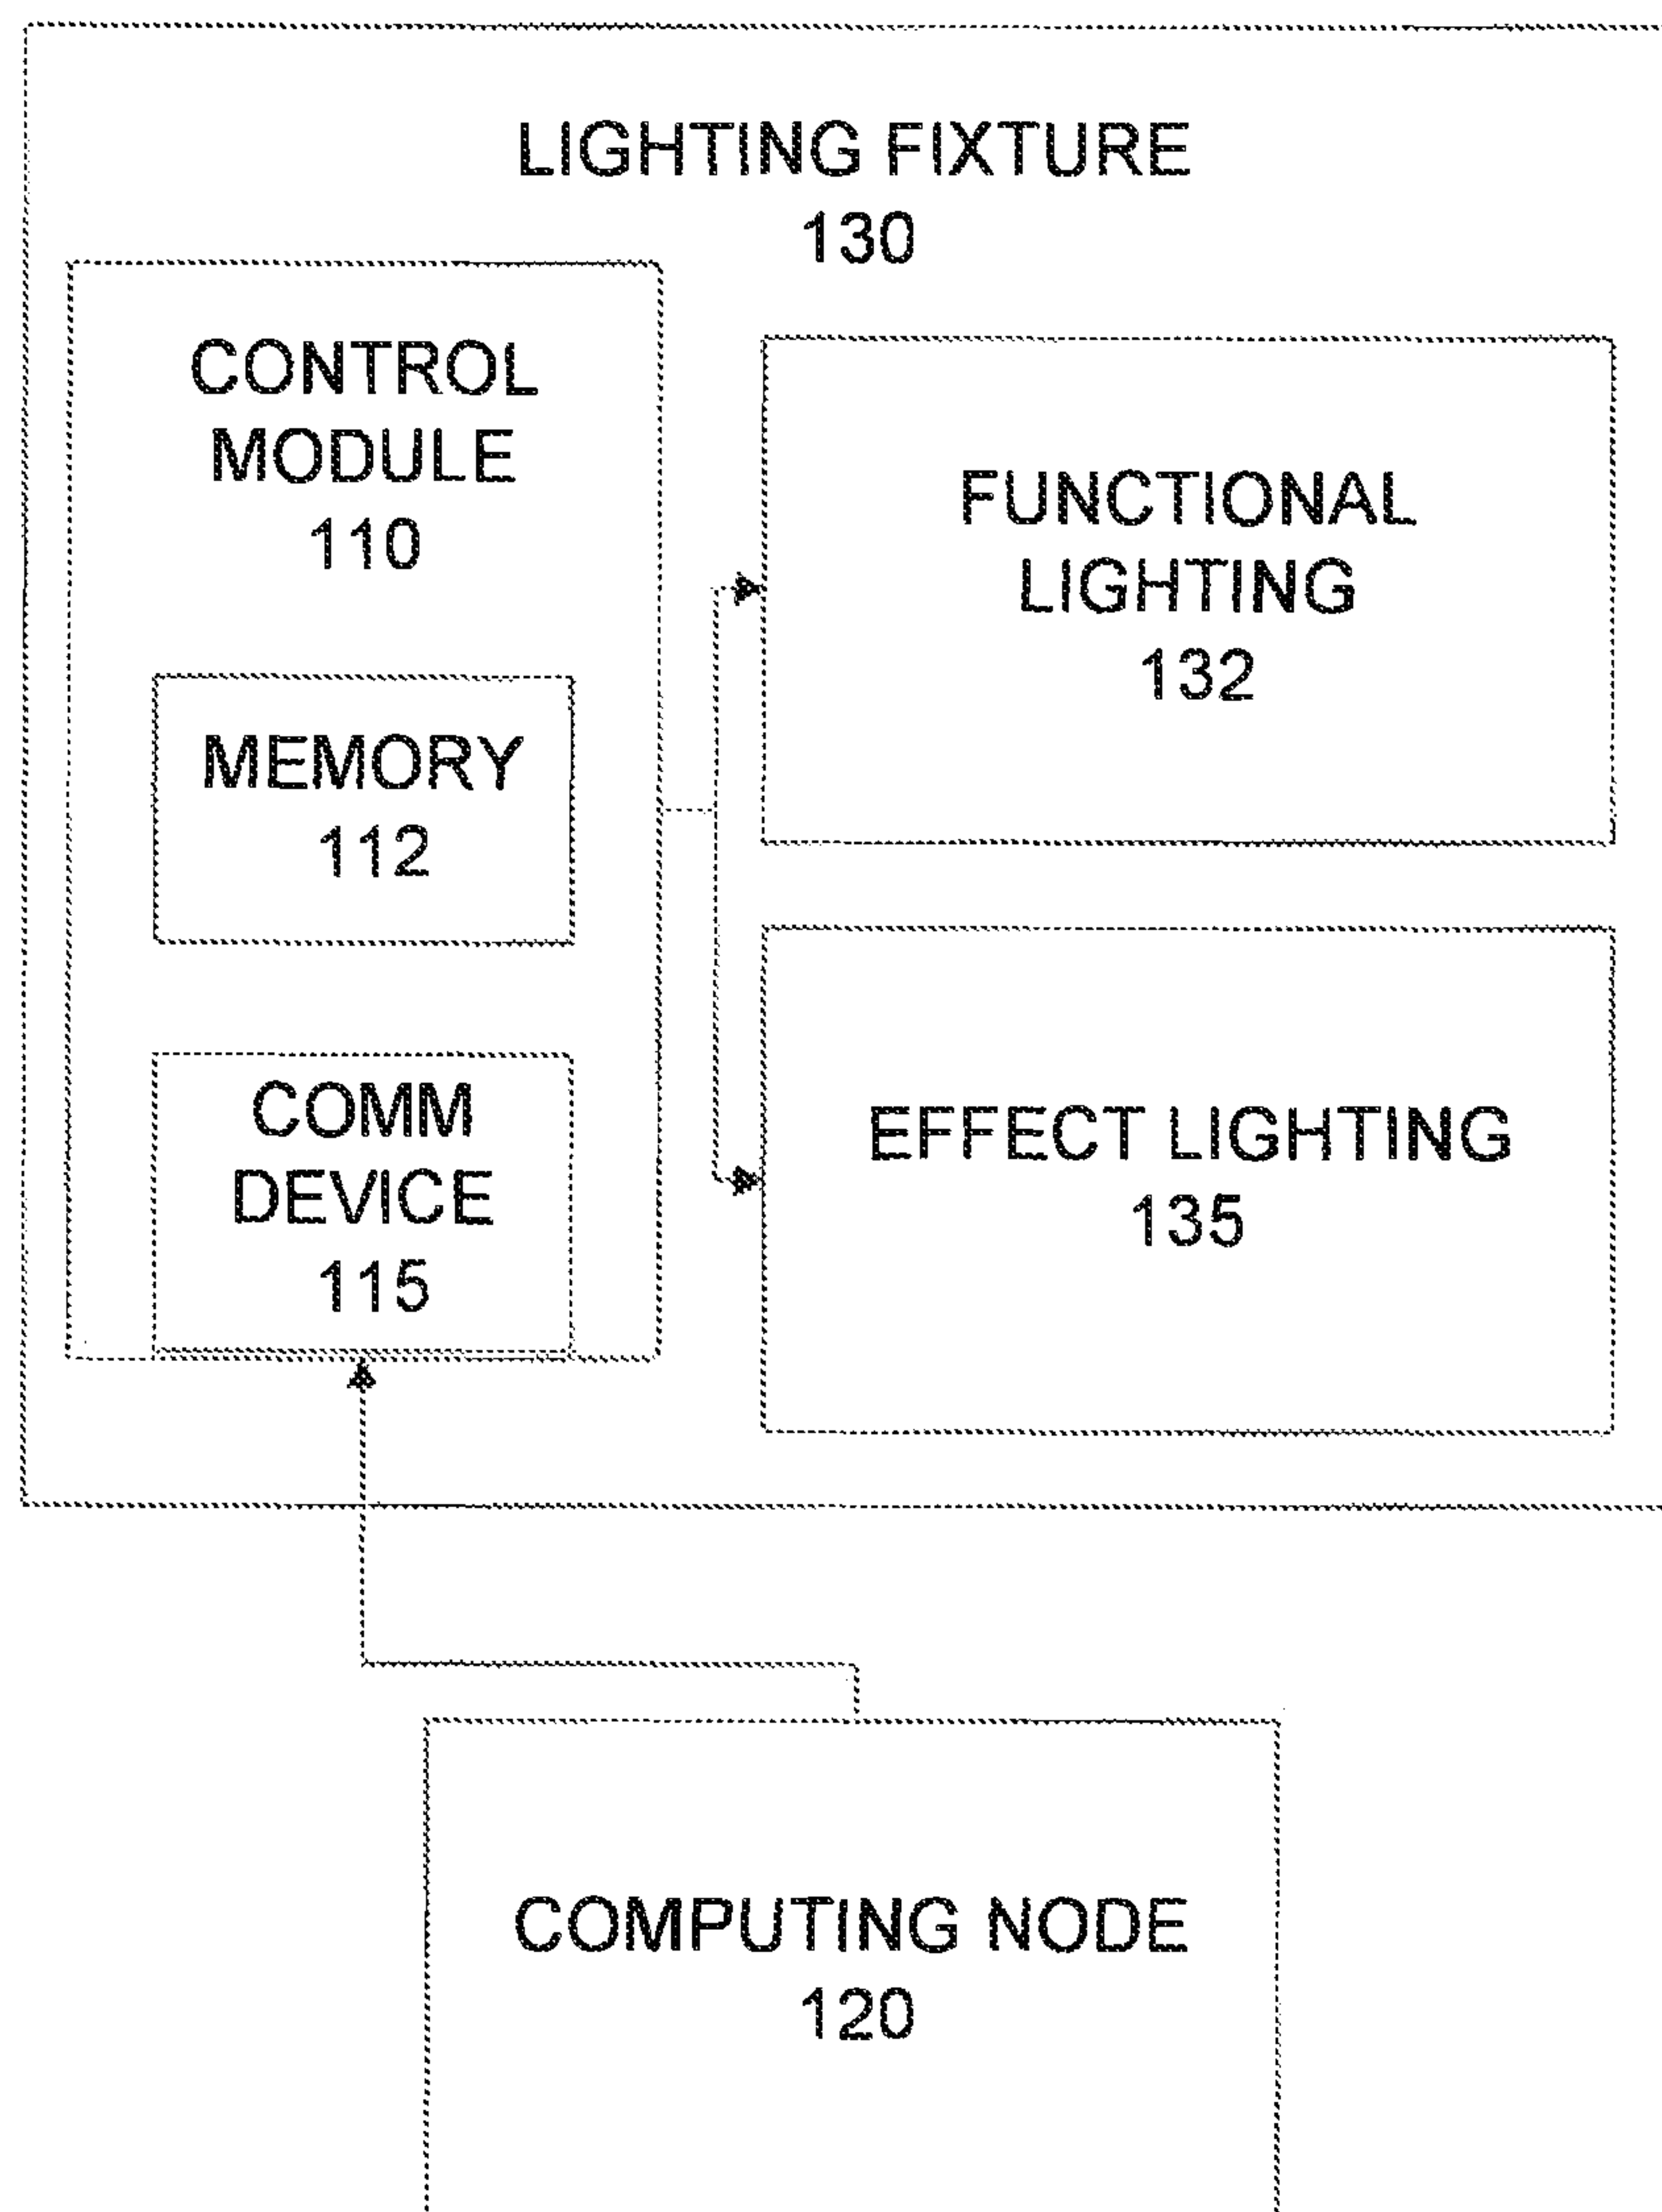 LIGHTING FIXTURE
130
CONTROL
MODULE
110
MEMORY
112
COMM
DEVICE
115
FUNCTIONAL
LIGHTING
132
EFFECT LIGHTING
135
COMPUTING NODE
120